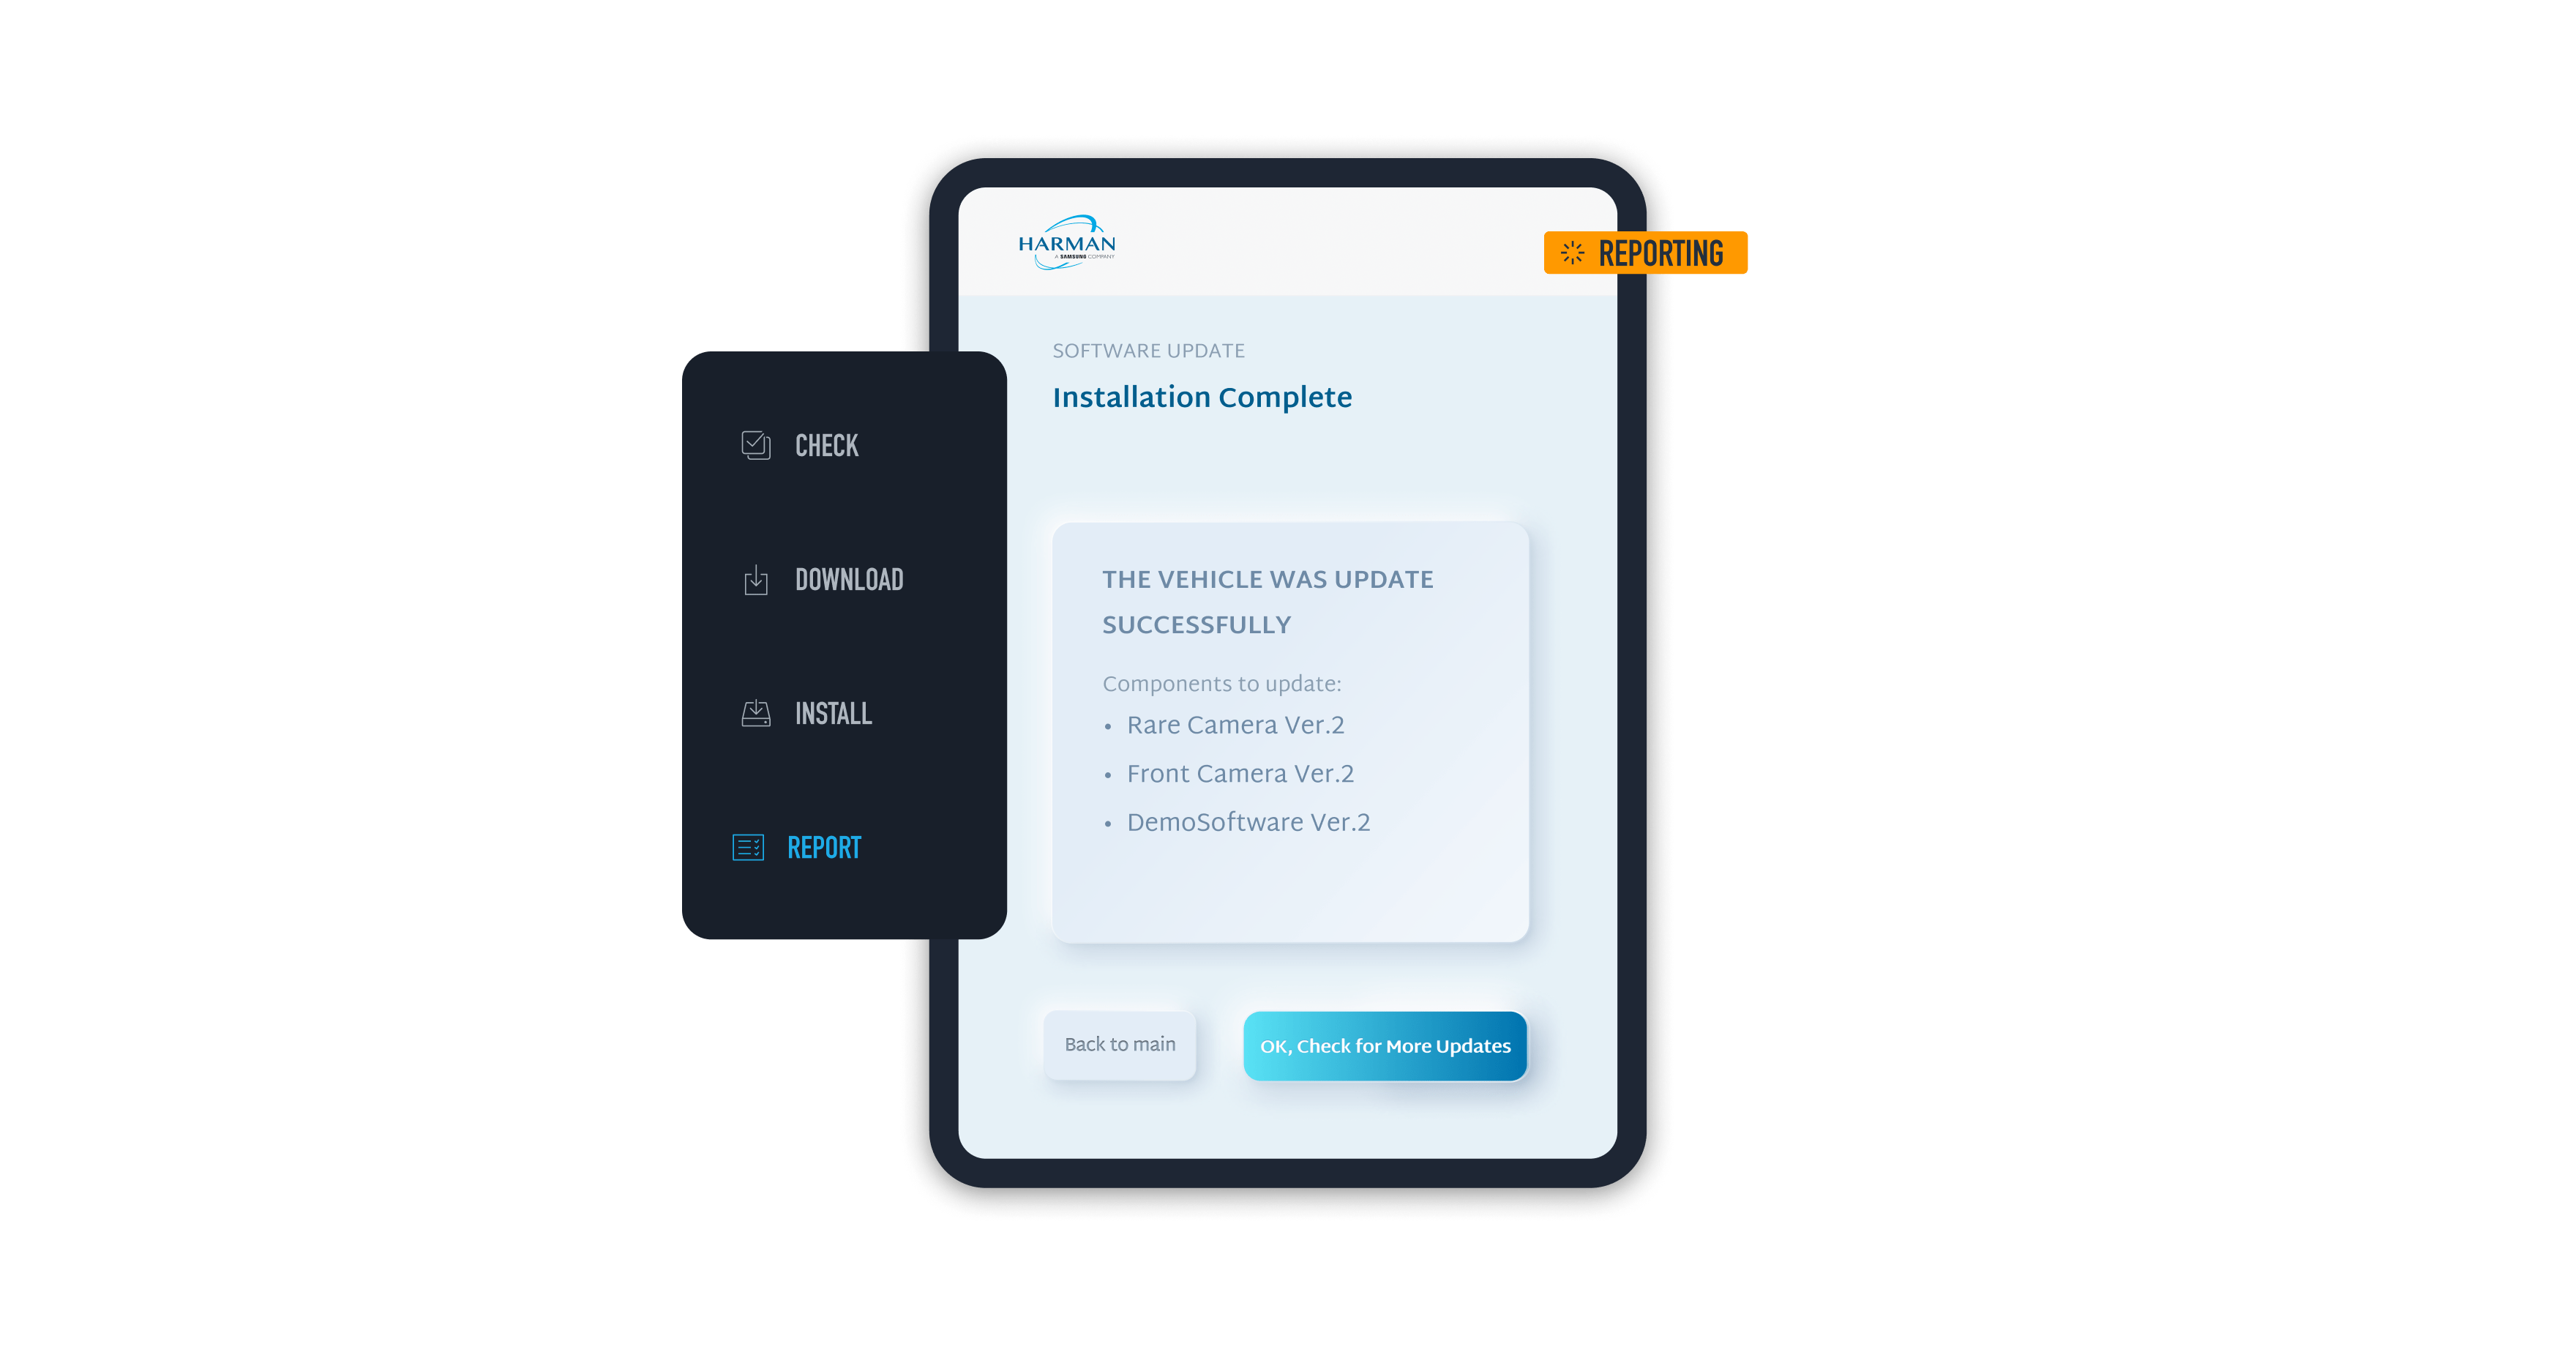 HARMAN
A SAMSUNG COMPANY
REPORTING
SOFTWARE UPDATE
Installation Complete
CHECK
DOWNLOAD
INSTALL
REPORT
THE VEHICLE WAS UPDATE
SUCCESSFULLY
Components to update:
• Rare Camera Ver.2
• Front Camera Ver.2
• DemoSoftware Ver.2
Back to main
OK, Check for More Updates